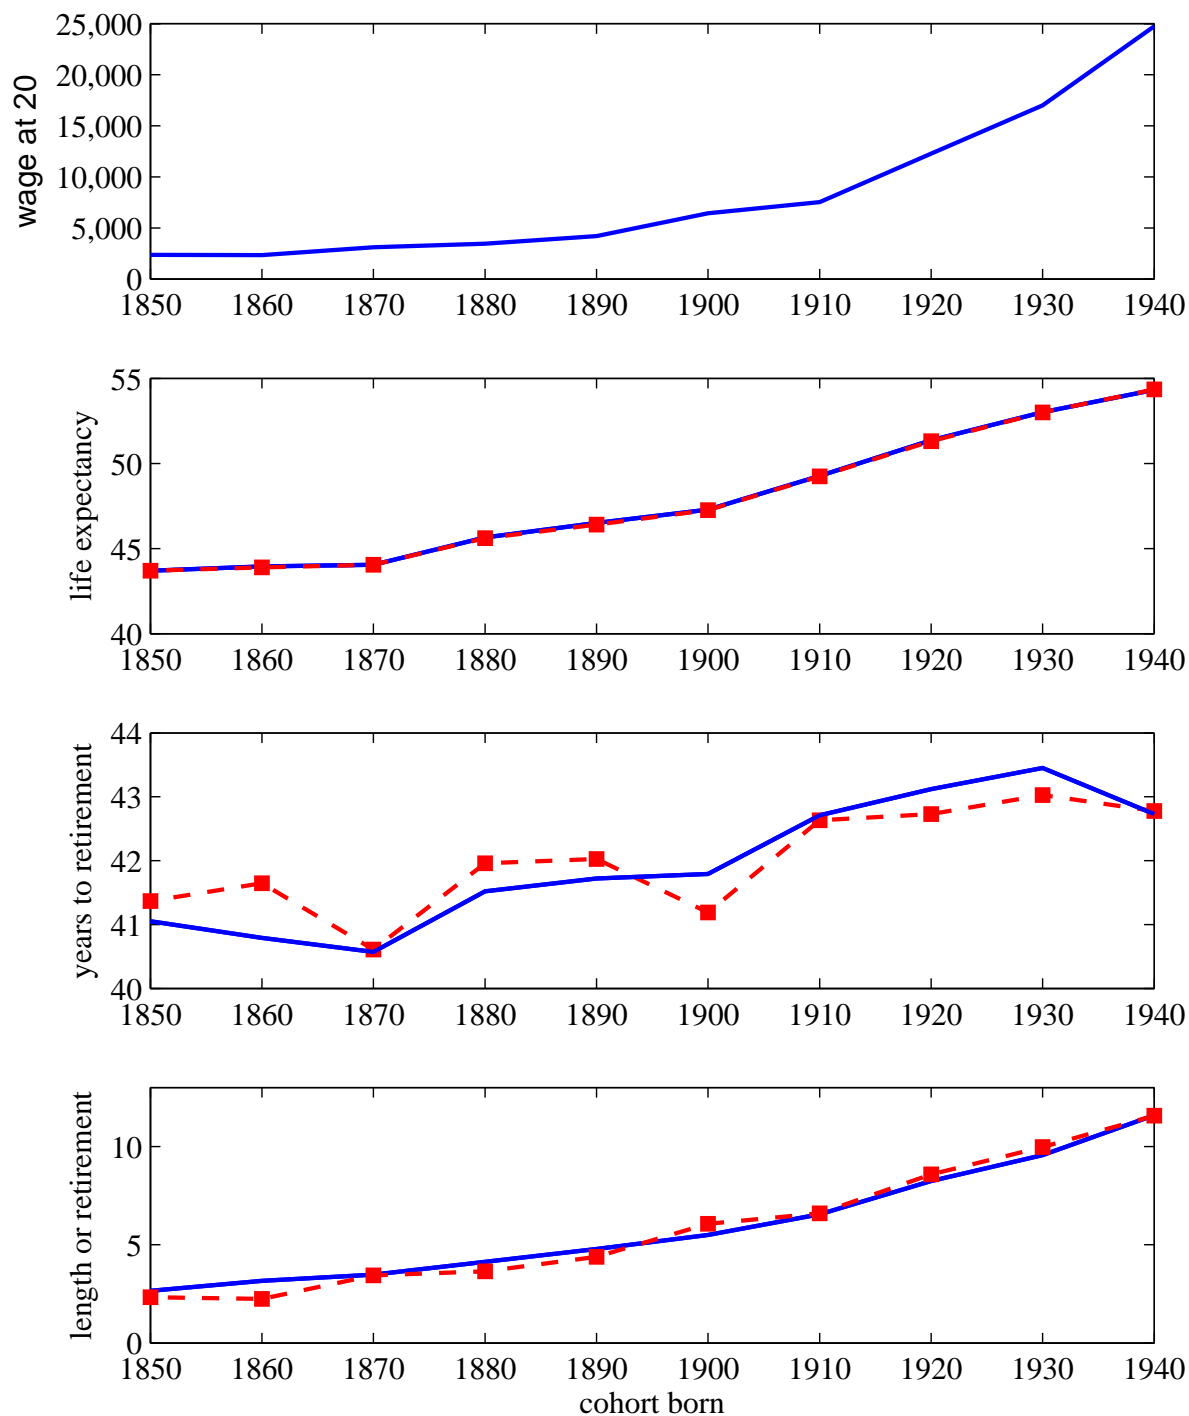 wage at 20
25,000
20,000
15,000
10,000
5,000
0
1850 1860 1870 1880 1890 1900 1910 1920 1930 1940
life expectancy
55
50
45
40
1850 1860 1870 1880 1890 1900 1910 1920 1930 1940
years to retirement
44
43
42
41
40
1850 1860 1870 1880 1890 1900 1910 1920 1930 1940
length or retirement
10
5
0
1850 1860 1870 1880 1890 1900 1910 1920 1930 1940
cohort born